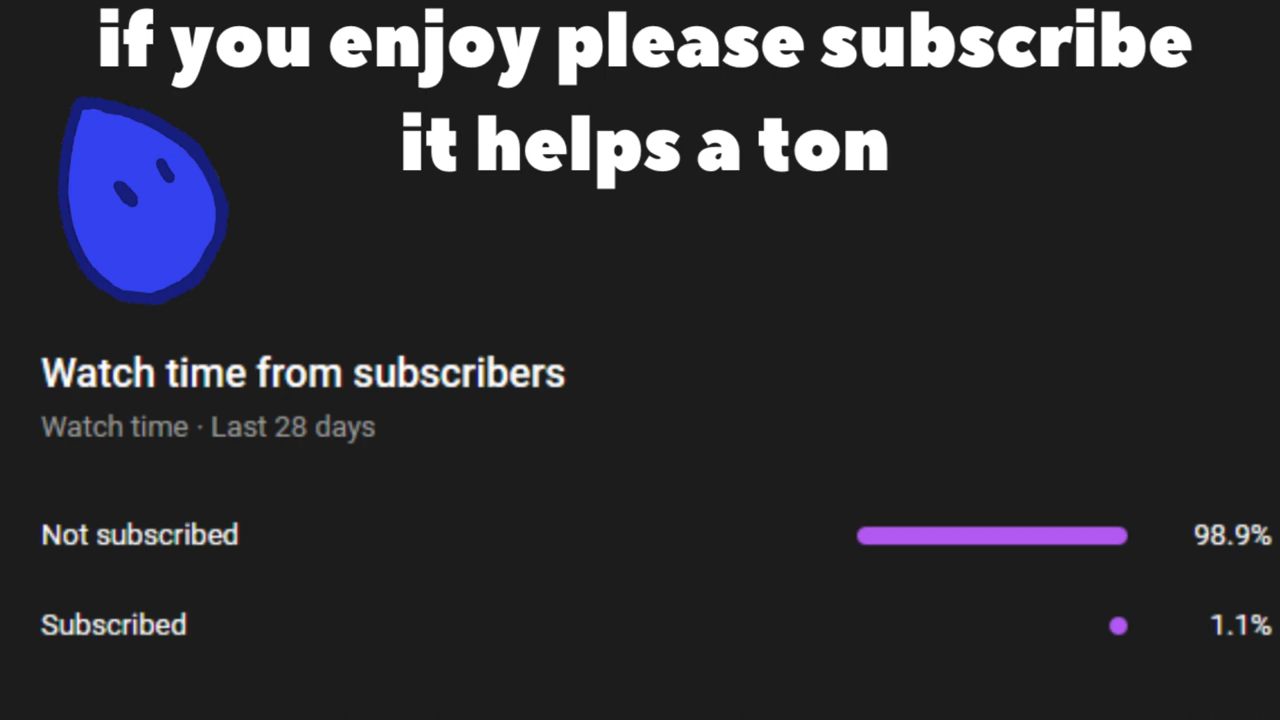 if you enjoy please subscribe
it helps a ton
Watch time from subscribers
Watch time · Last 28 days
Not subscribed 98.9%
Subscribed 1.1%